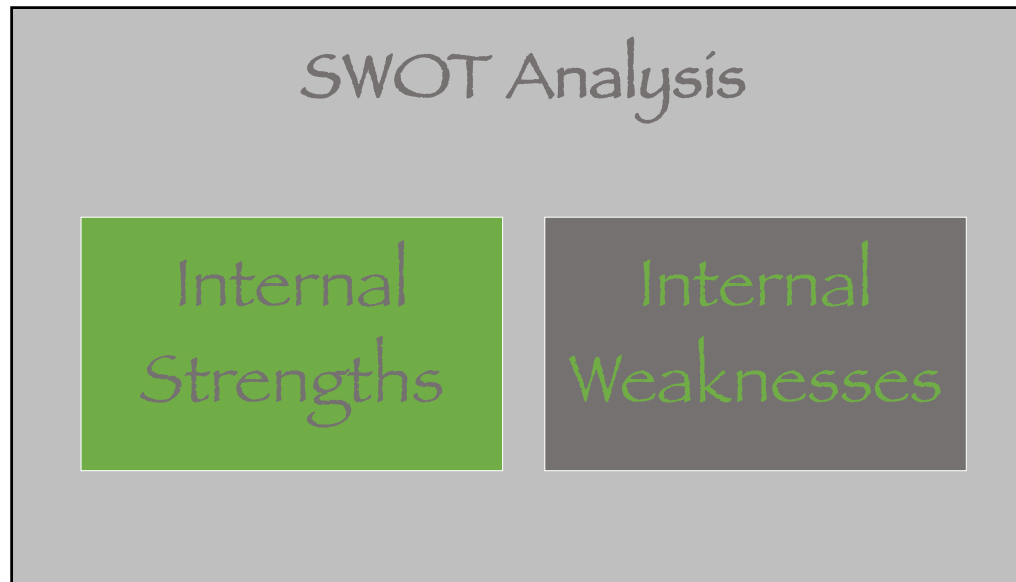 SWOT Analysis
Internal
Strengths
Internal
Weaknesses